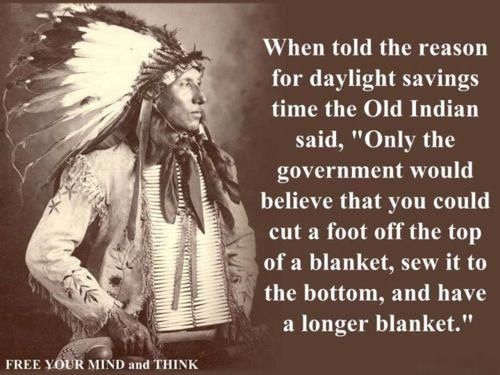 When told the reason
for daylight savings
time the Old Indian
said, "Only the
government would
believe that you could
cut a foot off the top
of a blanket, sew it to
the bottom, and have
a longer blanket."
FREE YOUR MIND and THINK